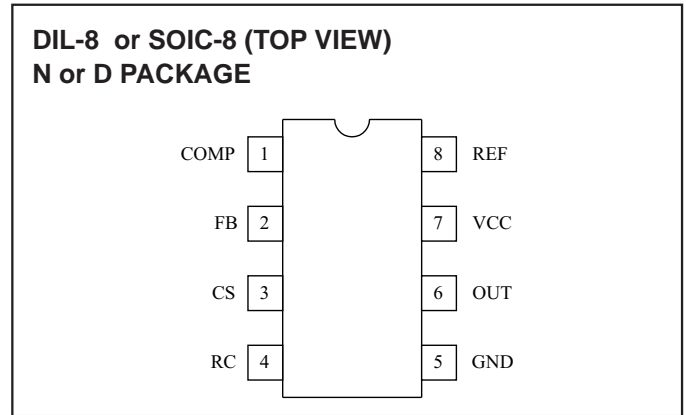 DIL-8 or SOIC-8 (TOP VIEW)
N or D PACKAGE
COMP 1 8 REF
FB 2 7 VCC
CS 3 6 OUT
RC 4 5 GND